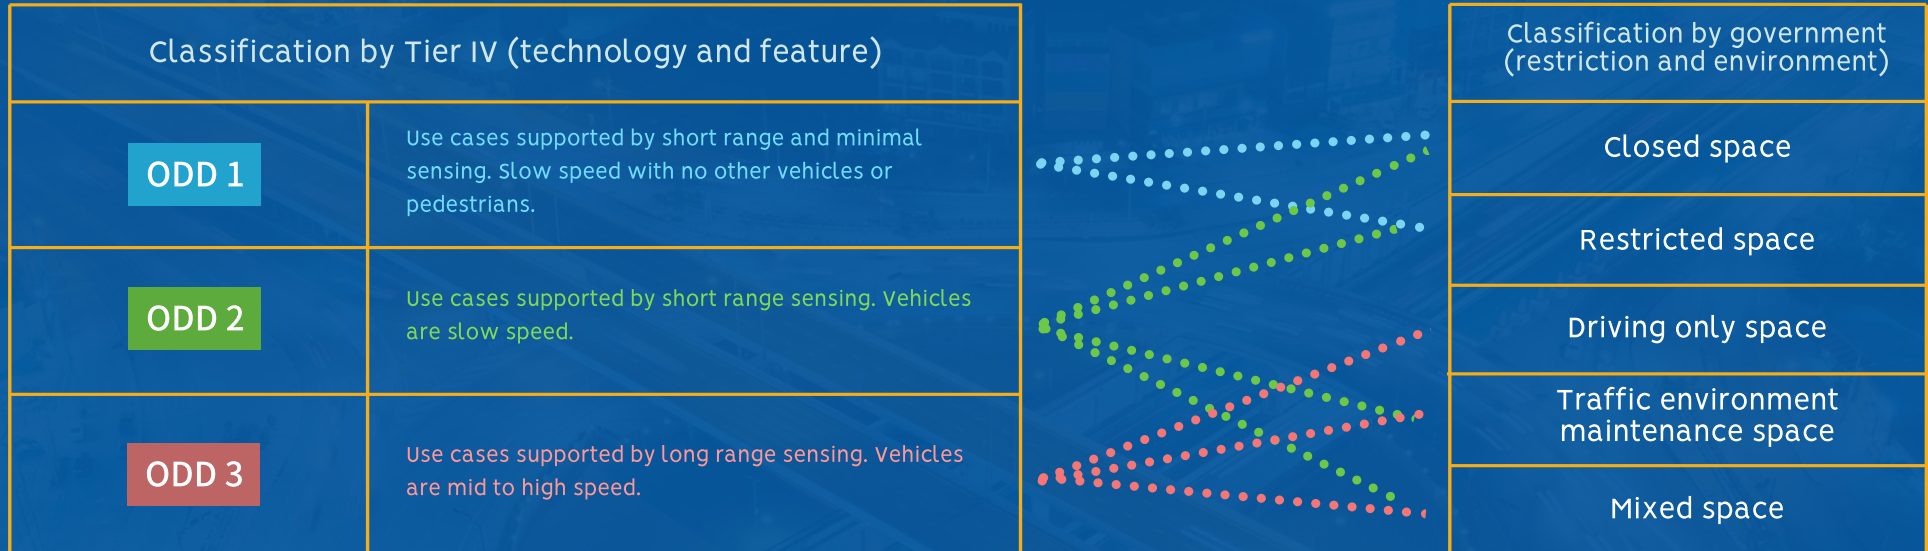 Classification by Tier IV (technology and feature)
ODD 1
Use cases supported by short range and minimal
sensing. Slow speed with no other vehicles or
pedestrians.
ODD 2
Use cases supported by short range sensing. Vehicles
are slow speed.
ODD 3
Use cases supported by long range sensing. Vehicles
are mid to high speed.
Classification by government
(restriction and environment)
Closed space
Restricted space
Driving only space
Traffic environment
maintenance space
Mixed space